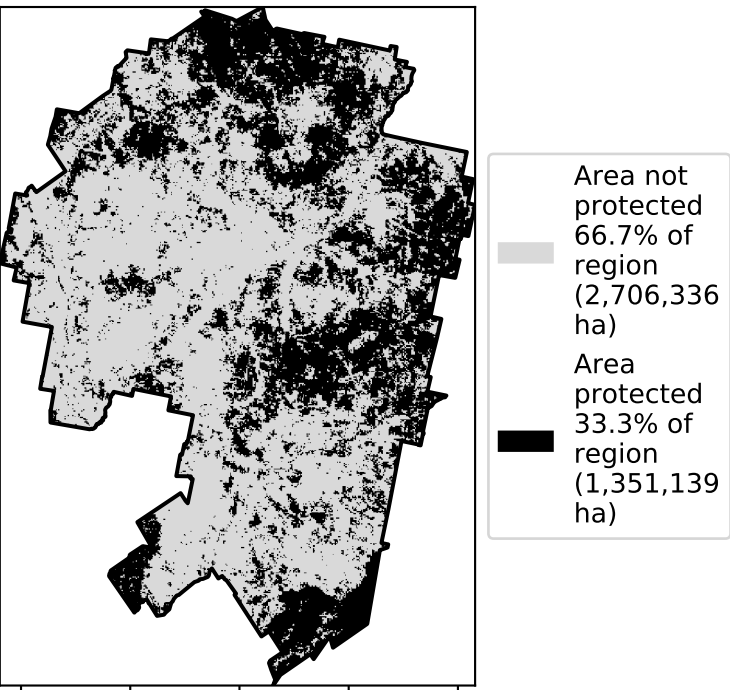 Area not
protected
66.7% of
region
(2,706,336
ha)
Area
protected
33.3% of
region
(1,351,139
ha)